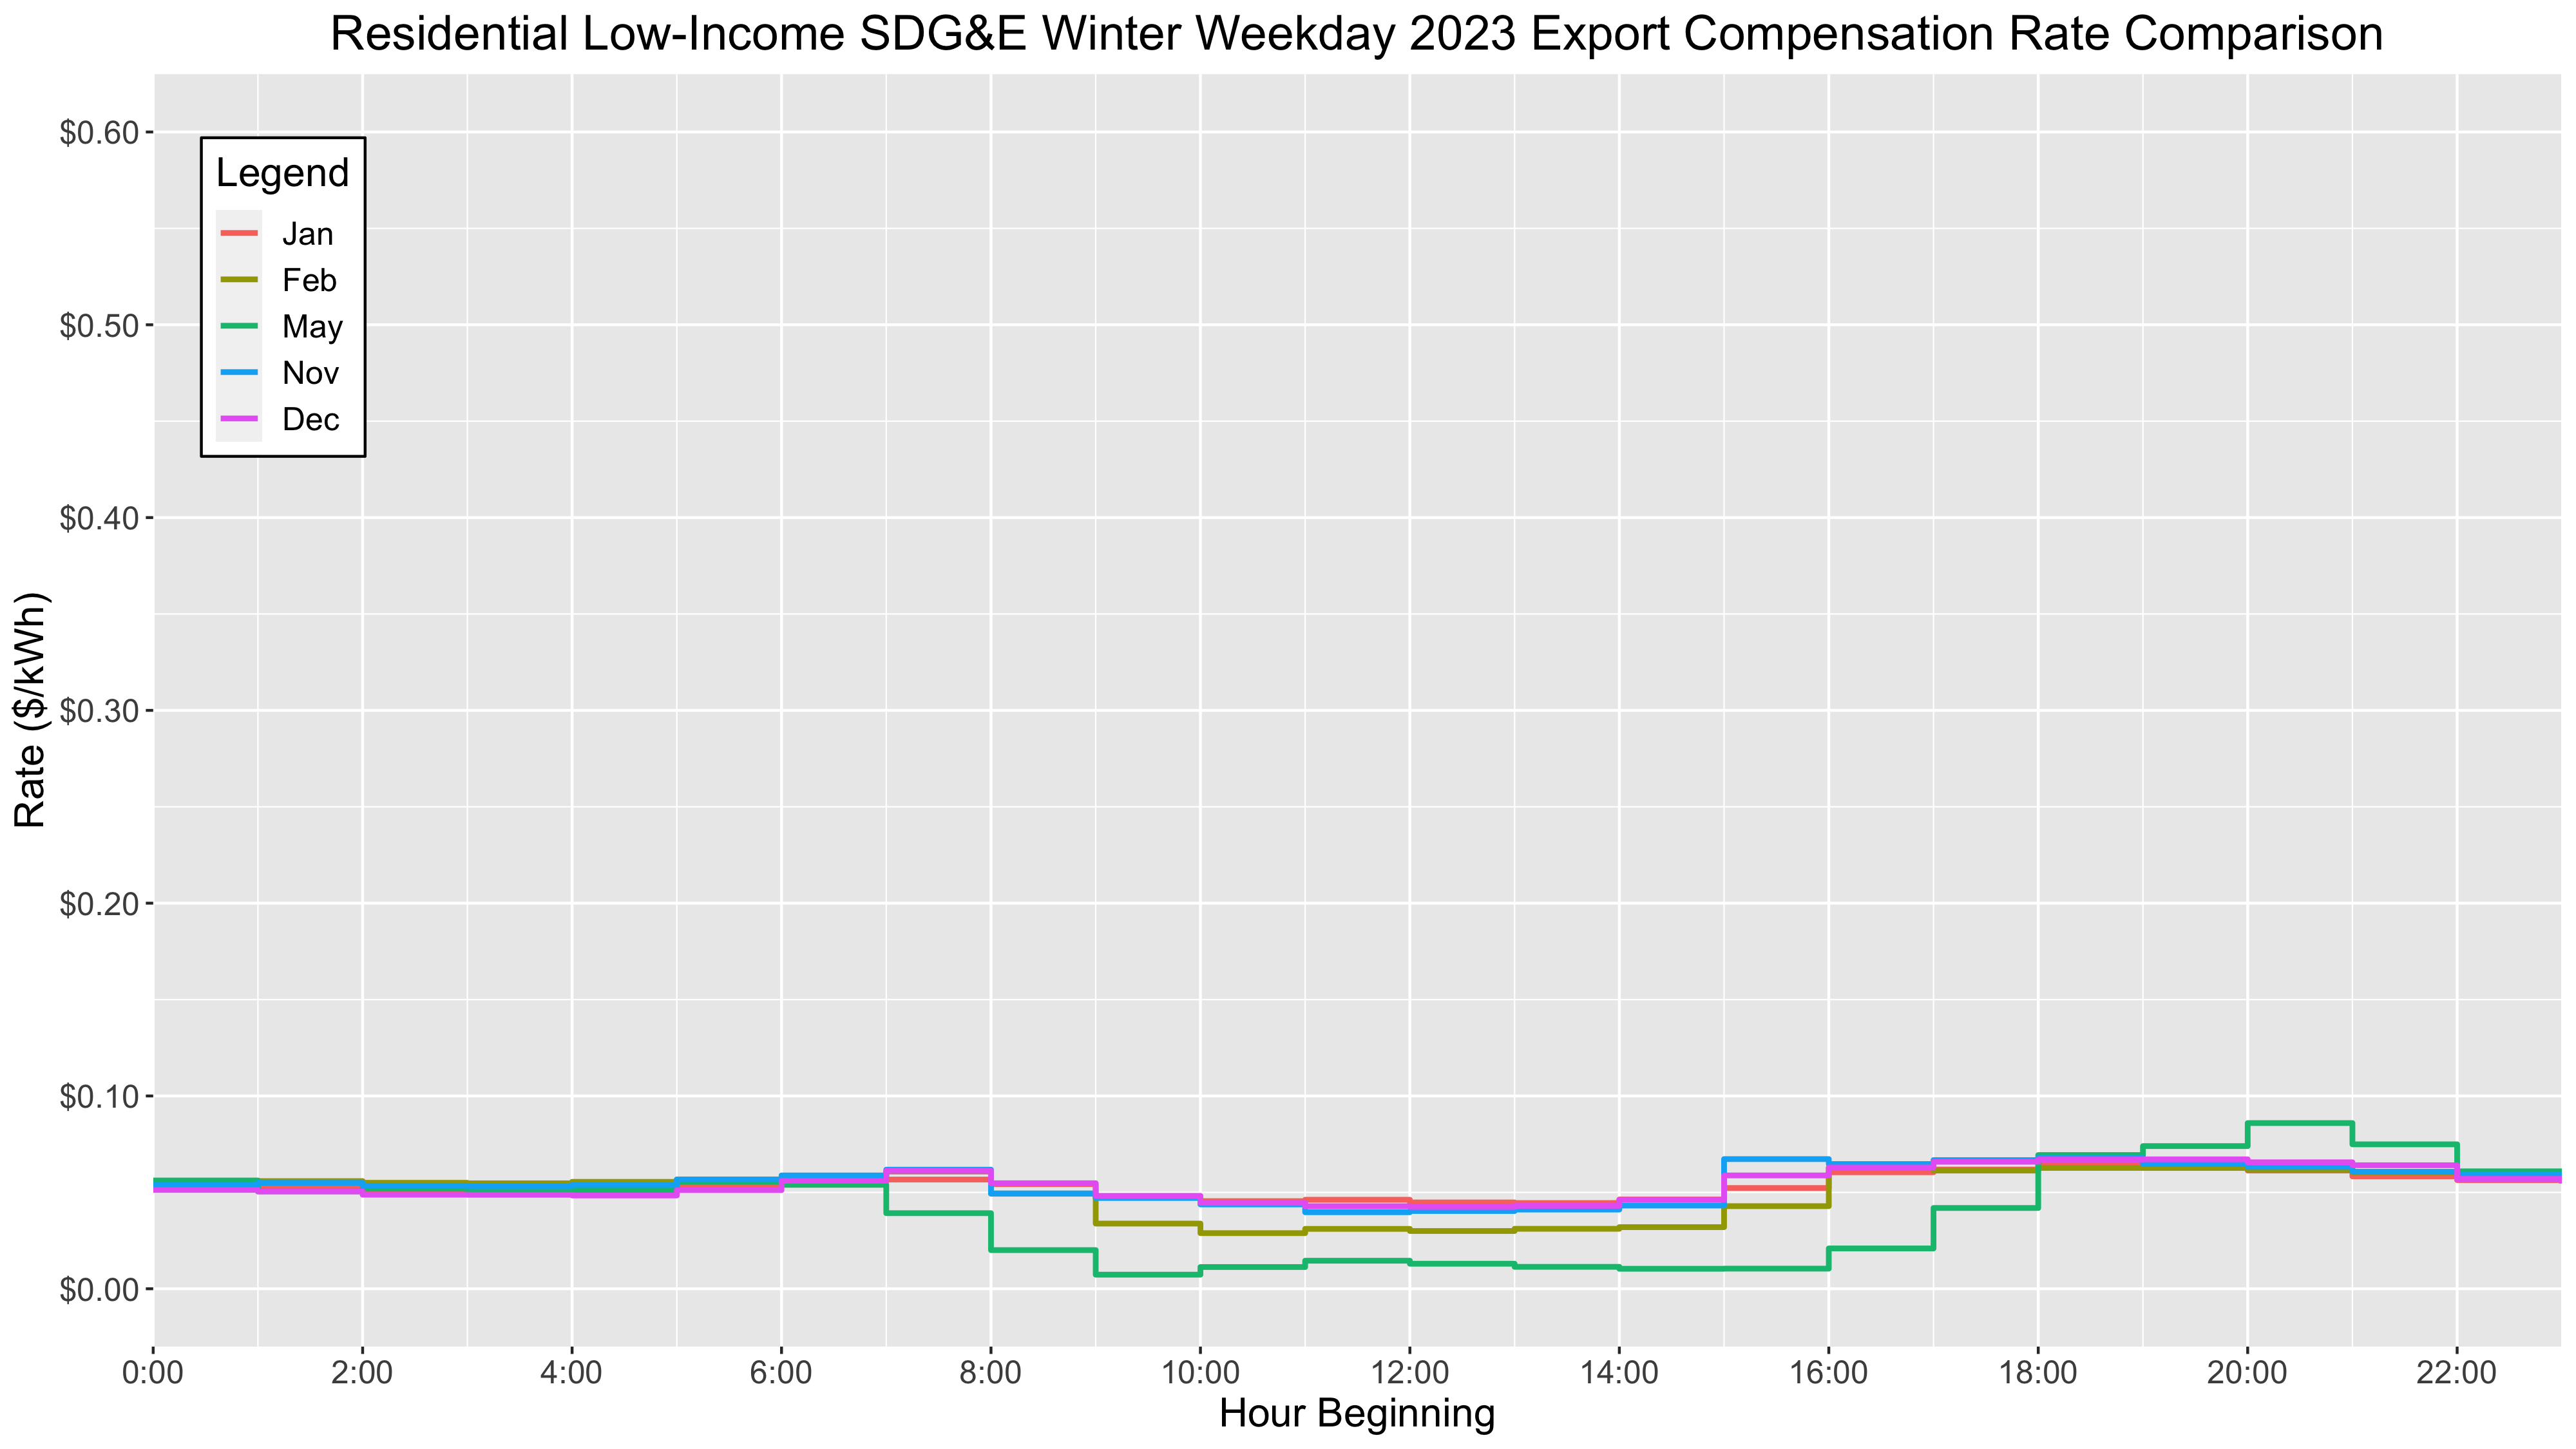 Residential Low-Income SDG&E Winter Weekday 2023 Export Compensation Rate Comparison
$0.60
$0.50
$0.40
$0.30
$0.20
$0.10
$0.00
Rate ($/kWh)
Legend
Jan
Feb
May
Nov
Dec
0:00 2:00 4:00 6:00 8:00 10:00 12:00 14:00 16:00 18:00 20:00 22:00
Hour Beginning